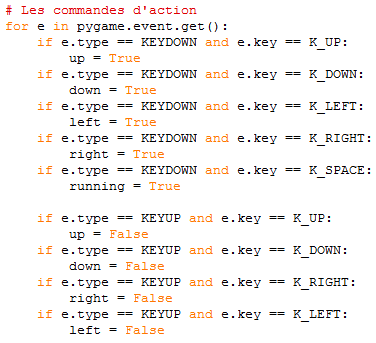 # Les commandes d'action
for e in pygame.event.get():
    if e.type == KEYDOWN and e.key == K_UP:
        up = True
    if e.type == KEYDOWN and e.key == K_DOWN:
        down = True
    if e.type == KEYDOWN and e.key == K_LEFT:
        left = True
    if e.type == KEYDOWN and e.key == K_RIGHT:
        right = True
    if e.type == KEYDOWN and e.key == K_SPACE:
        running = True

    if e.type == KEYUP and e.key == K_UP:
        up = False
    if e.type == KEYUP and e.key == K_DOWN:
        down = False
    if e.type == KEYUP and e.key == K_RIGHT:
        right = False
    if e.type == KEYUP and e.key == K_LEFT:
        left = False